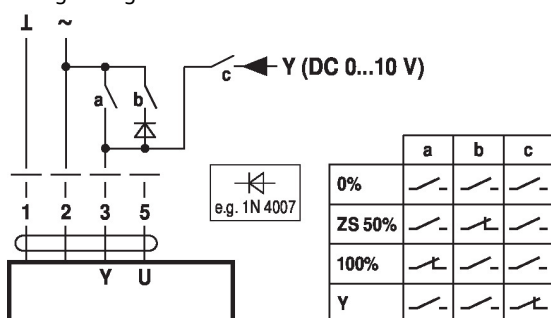 ⊥ ~
a b c Y (DC 0...10 V)
1 2 3 5
e.g. 1N 4007
Y U
a b c
0%
ZS 50%
100%
Y